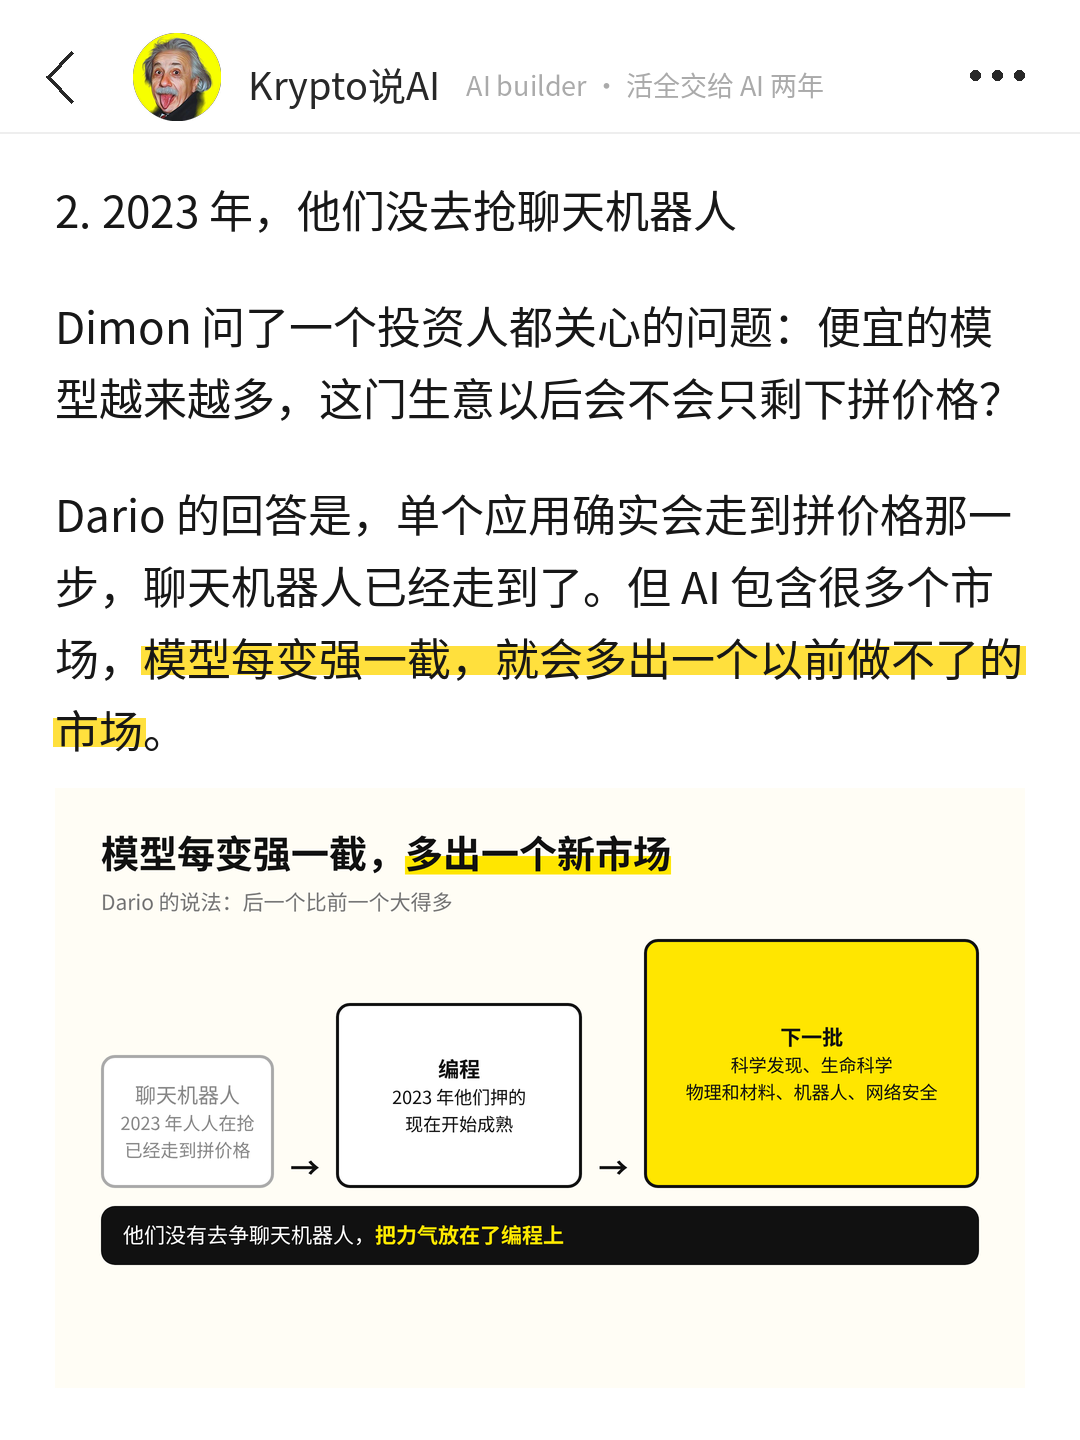 Krypto说AI AI builder · 活全交给 AI 两年
2. 2023 年，他们没去抢聊天机器人
Dimon 问了一个投资人都关心的问题：便宜的模
型越来越多，这门生意以后会不会只剩下拼价格？
Dario 的回答是，单个应用确实会走到拼价格那一
步，聊天机器人已经走到了。但 AI 包含很多个市
场，模型每变强一截，就会多出一个以前做不了的
市场。
模型每变强一截，多出一个新市场
Dario 的说法：后一个比前一个大得多
聊天机器人
2023 年人人在抢
已经走到拼价格
→
编程
2023 年他们押的
现在开始成熟
→
下一批
科学发现、生命科学
物理和材料、机器人、网络安全
他们没有去争聊天机器人，把力气放在了编程上